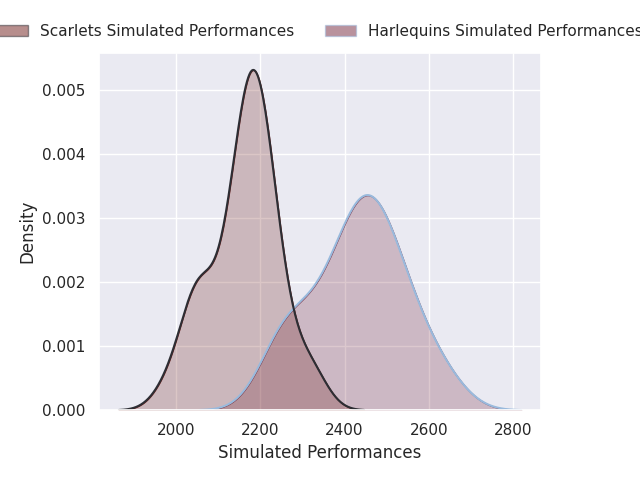 Scarlets Simulated Performances
Harlequins Simulated Performances
0.005
0.004
0.003
0.002
0.001
0.000
Density
2000 2200 2400 2600 2800
Simulated Performances